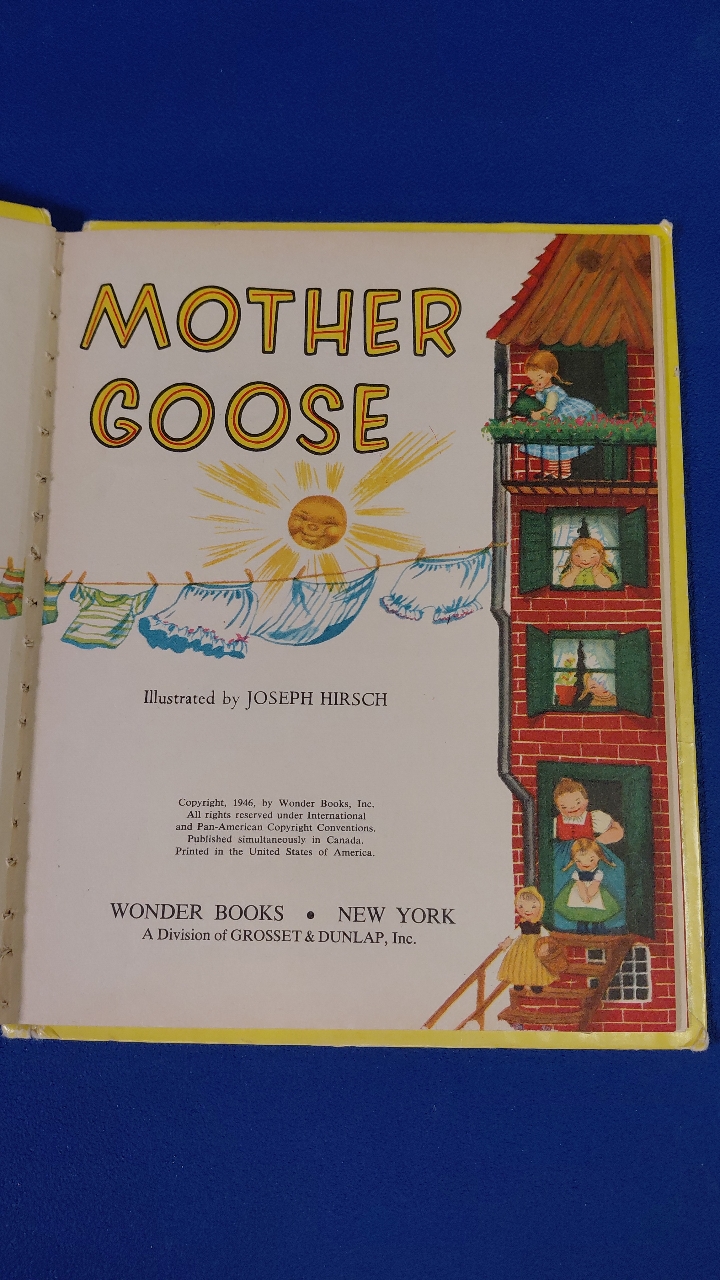 MOTHER
GOOSE
Illustrated by JOSEPH HIRSCH
Copyright, 1946, by Wonder Books, Inc.
All rights reserved under International
and Pan-American Copyright Conventions.
Published simultaneously in Canada.
Printed in the United States of America.
WONDER BOOKS • NEW YORK
A Division of GROSSET & DUNLAP, Inc.